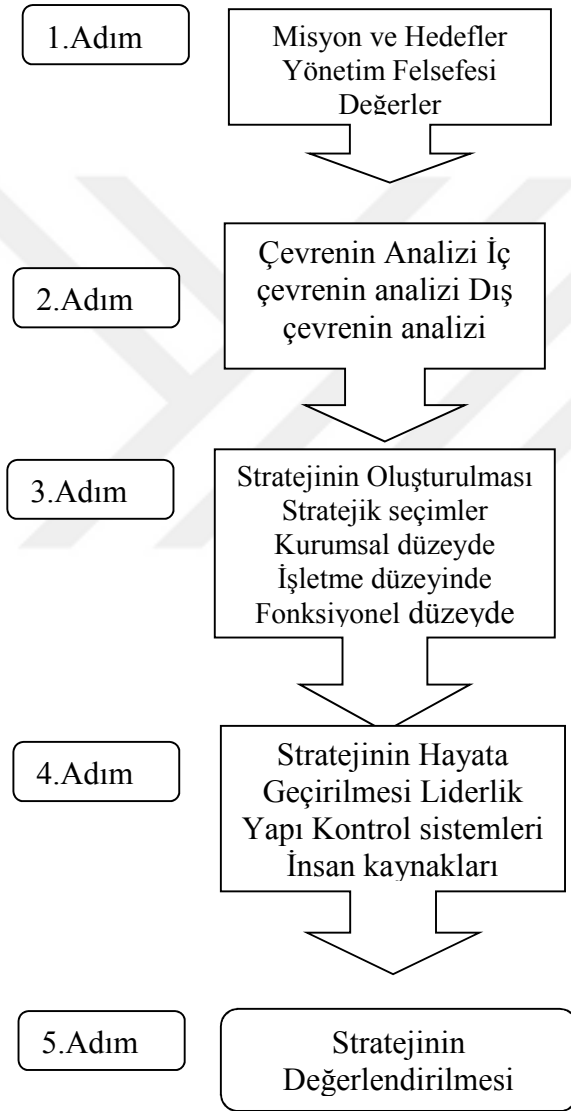 1.Adım
Misyon ve Hedefler
Yönetim Felsefesi
Değerler
2.Adım
Çevrenin Analizi İç
çevrenin analizi Dış
çevrenin analizi
3.Adım
Stratejinin Oluşturulması
Stratejik seçimler
Kurumsal düzeyde
İşletme düzeyinde
Fonksiyonel düzeyde
4.Adım
Stratejinin Hayata
Geçirilmesi Liderlik
Yapı Kontrol sistemleri
İnsan kaynakları
5.Adım
Stratejinin
Değerlendirilmesi